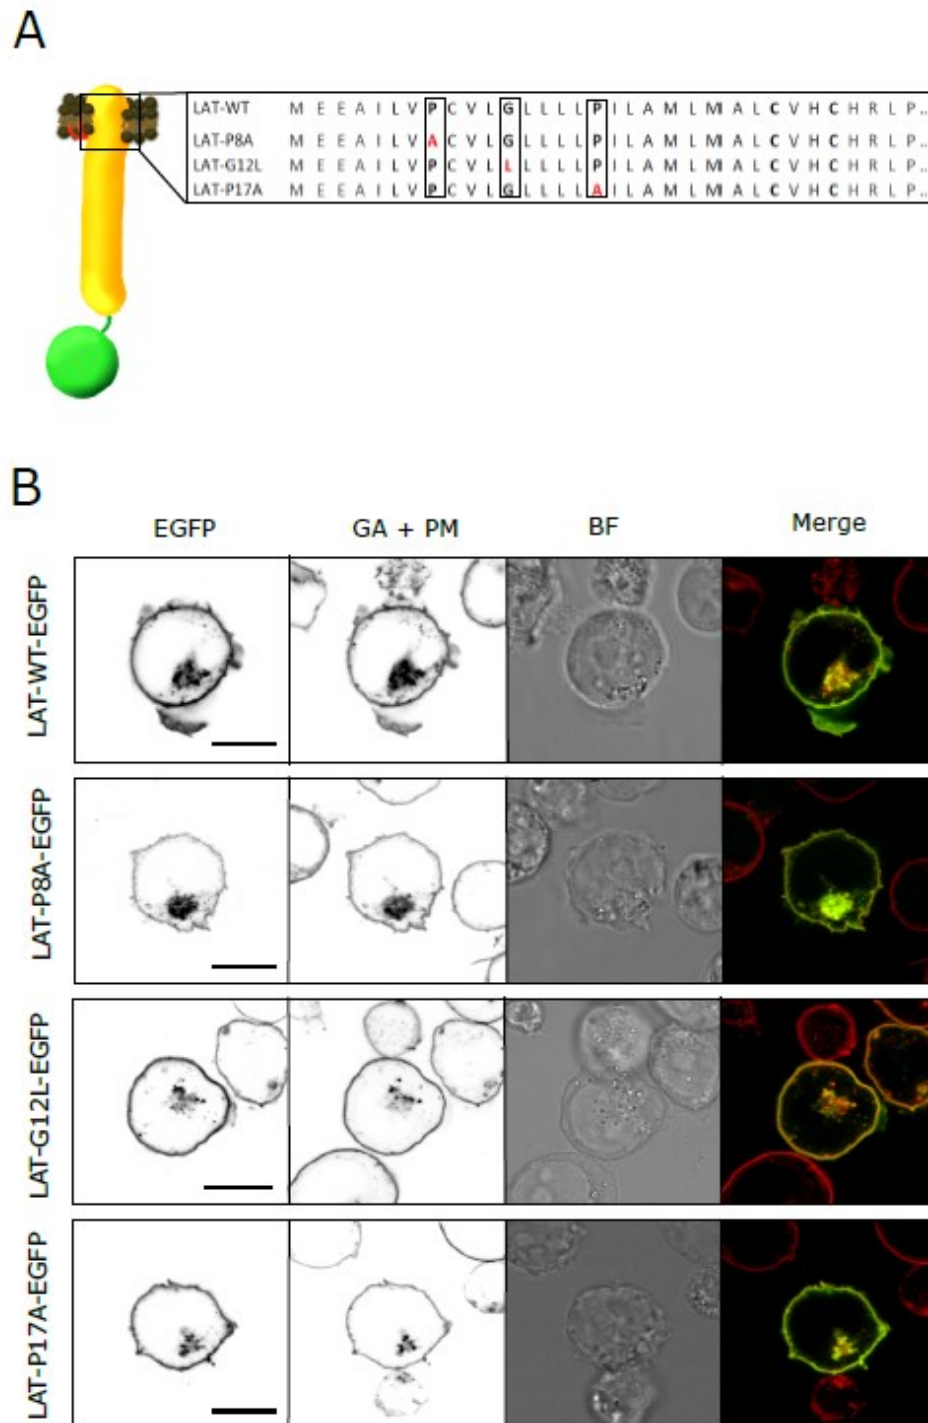 A
LAT-WT M E E A I L V P C V L G L L L L P I L A M L M A L C V H C H R L P..
LAT-P8A M E E A I L V A C V L G L L L L P I L A M L M A L C V H C H R L P..
LAT-G12L M E E A I L V P C V L L L L L L P I L A M L M A L C V H C H R L P..
LAT-P17A M E E A I L V P C V L G L L L L A I L A M L M A L C V H C H R L P..
B
EGFP GA + PM BF Merge
LAT-WT-EGFP
LAT-P8A-EGFP
LAT-G12L-EGFP
LAT-P17A-EGFP